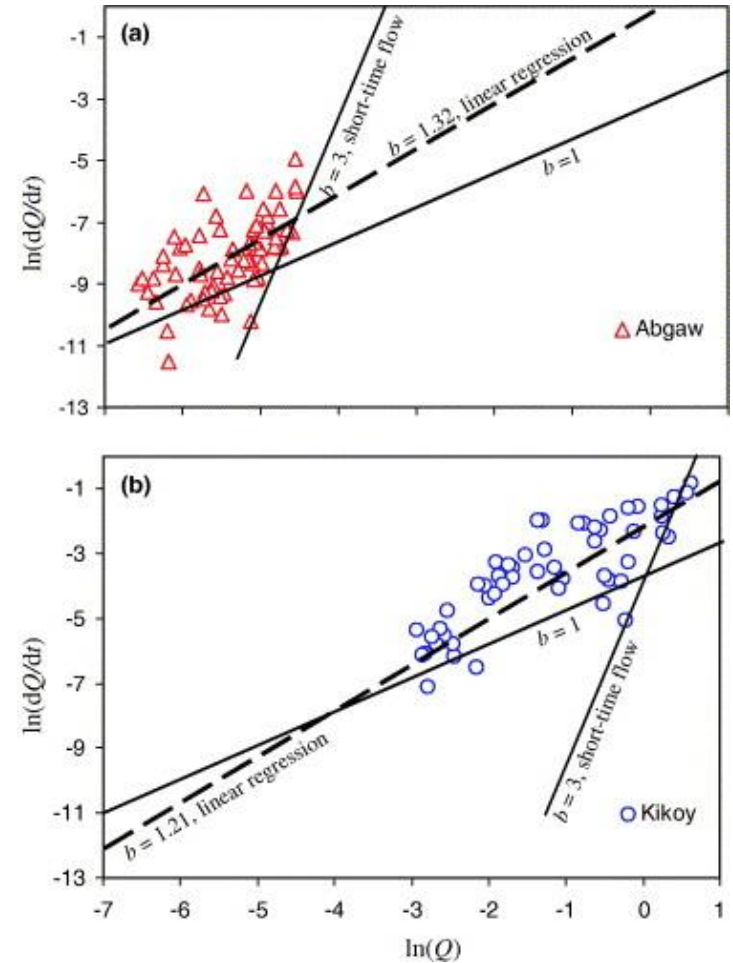 (a)
-1
-3
-5
-7
-9
-11
-13
ln(dQ/dt)
b = 3, short-time flow
b = 1.32, linear regression
b =1
Abgaw
(b)
-1
-3
-5
-7
-9
-11
-13
ln(dQ/dt)
b = 1
b = 1.21, linear regression
b = 3, short-time flow
Kikoy
-7 -6 -5 -4 -3 -2 -1 0 1
ln(Q)